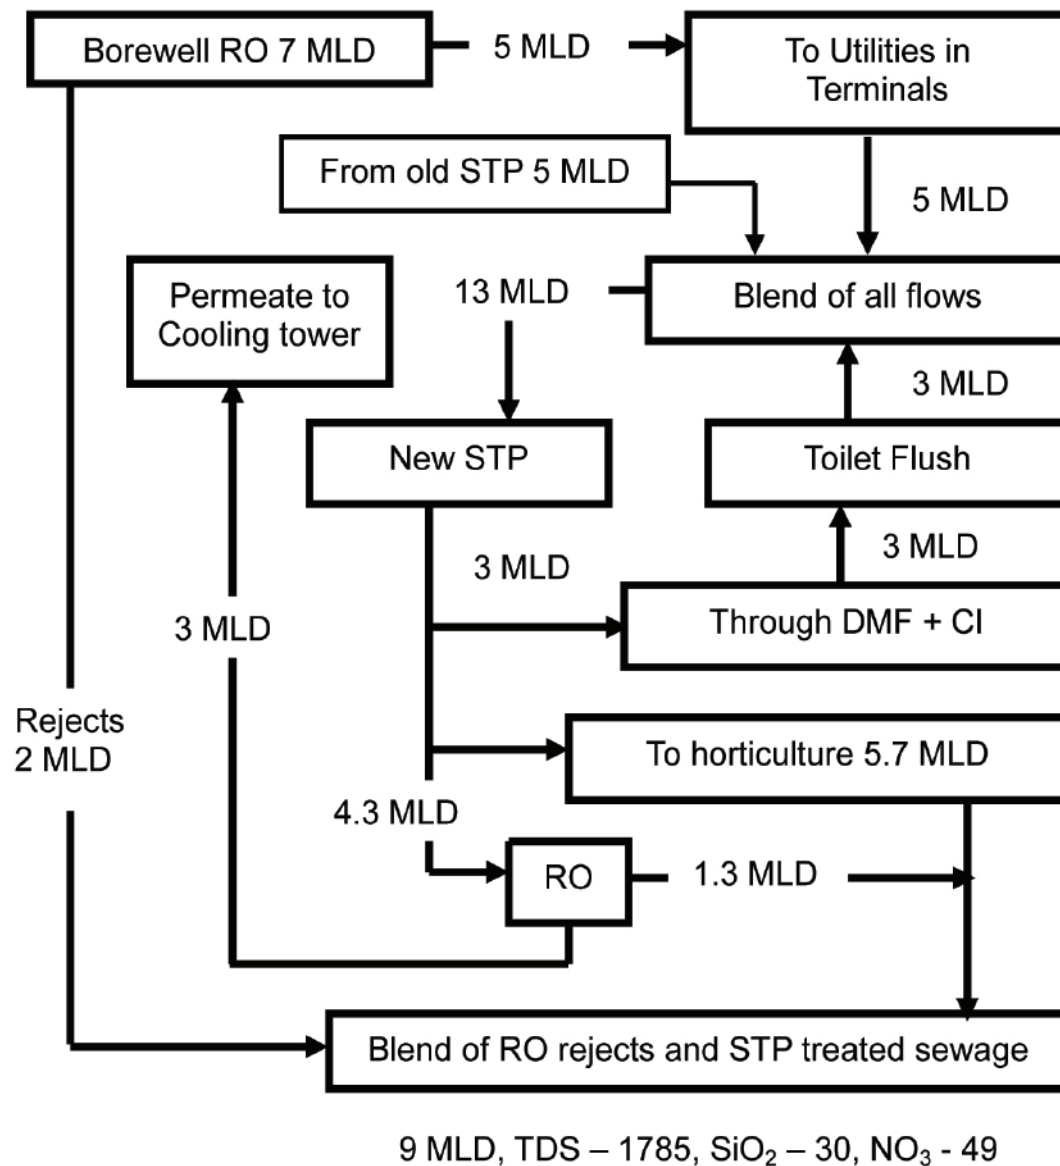 Borewell RO 7 MLD
5 MLD
To Utilities in
Terminals
From old STP 5 MLD
5 MLD
Permeate to
Cooling tower
13 MLD
Blend of all flows
3 MLD
New STP
Toilet Flush
3 MLD
3 MLD
Through DMF + Cl
3 MLD
Rejects
2 MLD
To horticulture 5.7 MLD
4.3 MLD
RO
1.3 MLD
Blend of RO rejects and STP treated sewage
9 MLD, TDS – 1785, SiO₂ – 30, NO₃ - 49